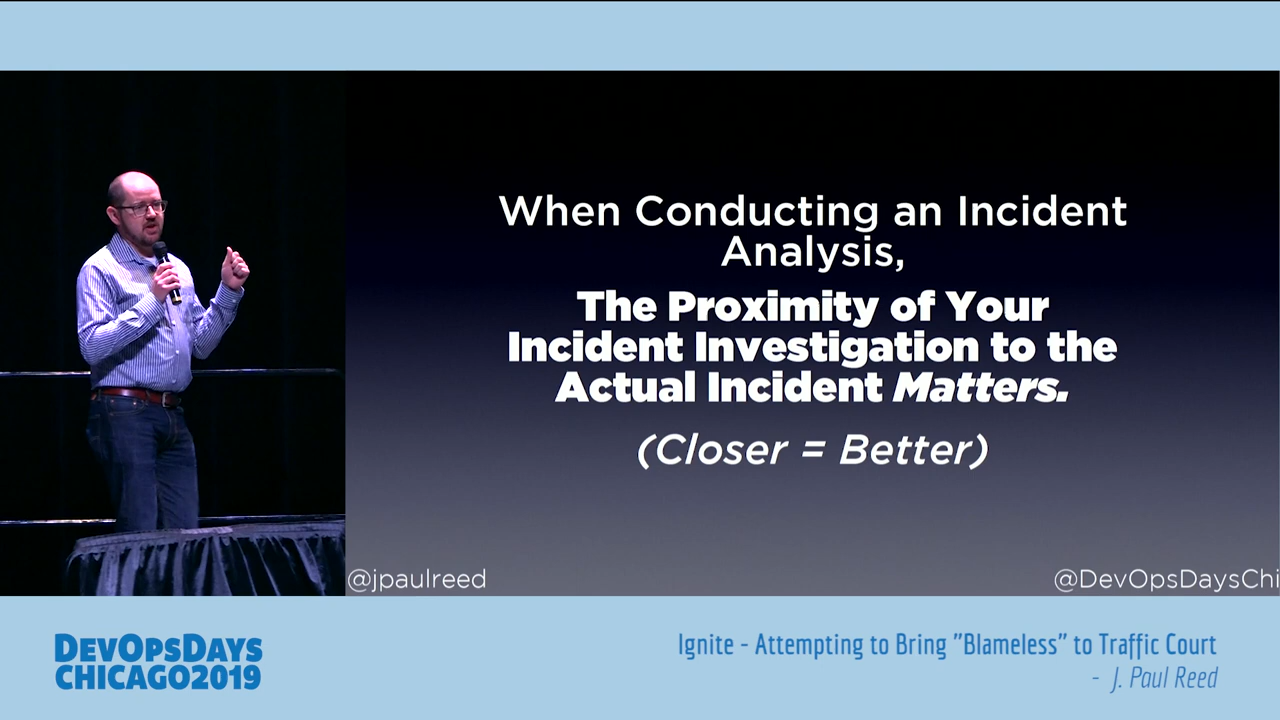 When Conducting an Incident
Analysis,
The Proximity of Your
Incident Investigation to the
Actual Incident Matters.
(Closer = Better)
@jpaulreed
@DevOpsDaysChi
DevOpsDays
Chicago2019
Ignite - Attempting to Bring "Blameless" to Traffic Court
- J. Paul Reed